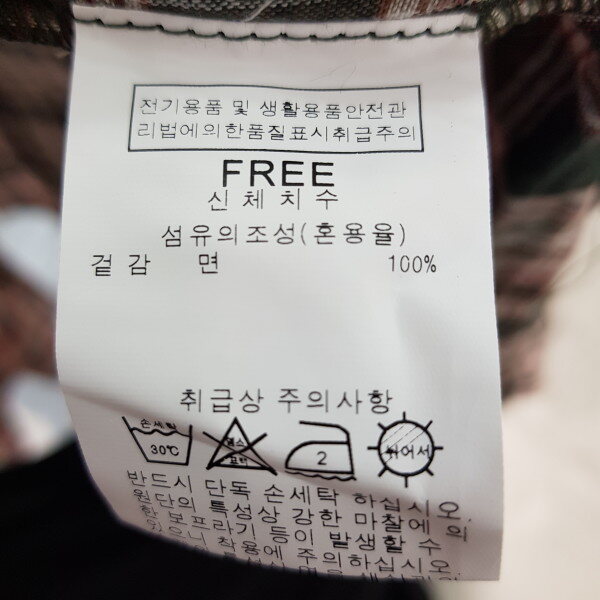 전기용품 및 생활용품안전관
리법에의한품질표시취급주의
FREE
신체치수
섬유의조성(혼용율)
겉감 면 100%
취급상 주의사항
손세탁 30℃ 염소 표백 2 뉘어서
반드시 단독 손세탁 하십시오.
원단의 특성상 강한 마찰에 의
한 보프라기 등이 발생할 수
있으니 착용에 주의하십시오.